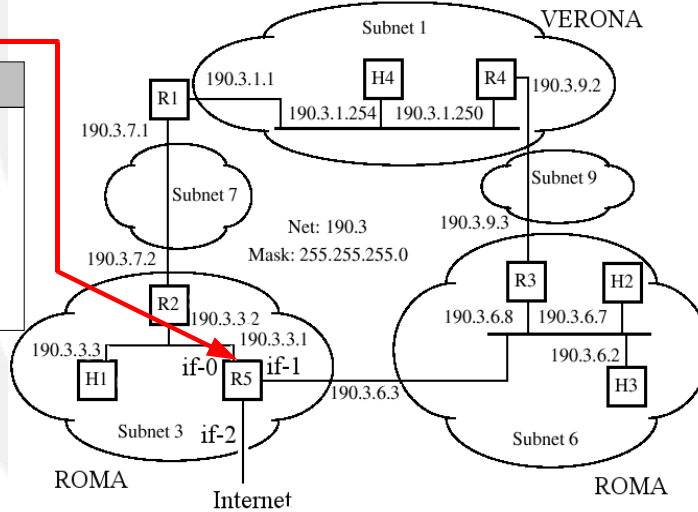 VERONA
Subnet 1
190.3.1.1
H4
R4
190.3.9.2
R1
190.3.1.254
190.3.1.250
190.3.7.1
Subnet 7
Subnet 9
Net: 190.3
Mask: 255.255.255.0
190.3.9.3
190.3.7.2
R2
R3
H2
190.3.3.2
190.3.6.8
190.3.6.7
190.3.3.1
190.3.3.3
190.3.6.2
H1
if-0
R5
if-1
H3
190.3.6.3
Subnet 3
if-2
Subnet 6
ROMA
ROMA
Internet